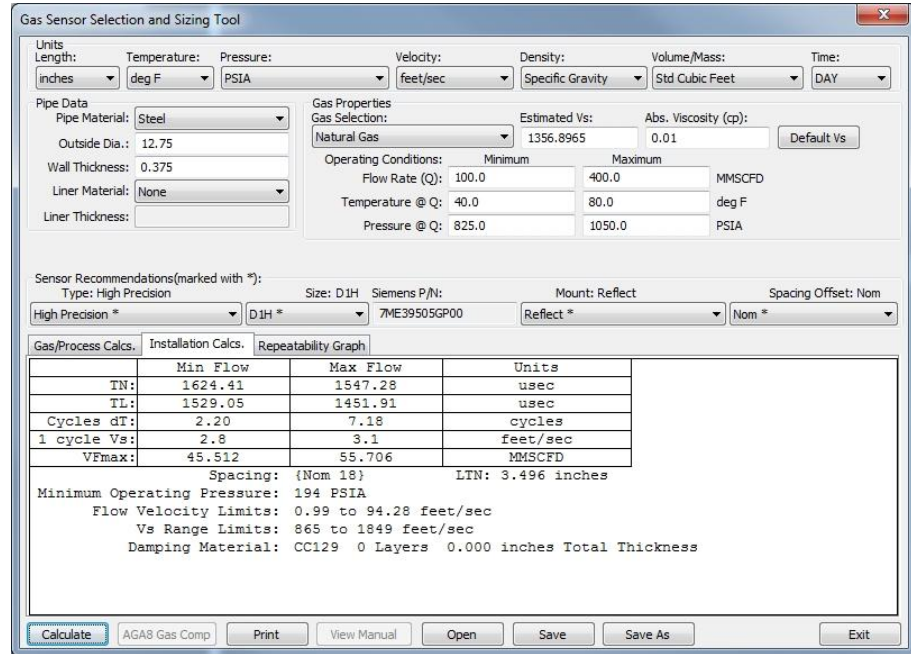 Gas Sensor Selection and Sizing Tool
Units
Length: Temperature: Pressure: Velocity: Density: Volume/Mass: Time:
inches deg F PSIA feet/sec Specific Gravity Std Cubic Feet DAY
Pipe Data
Pipe Material: Steel
Outside Dia.: 12.75
Wall Thickness: 0.375
Liner Material: None
Liner Thickness:
Gas Properties
Gas Selection: Estimated Vs: Abs. Viscosity (cp):
Natural Gas 1356.8965 0.01 Default Vs
Operating Conditions: Minimum Maximum
Flow Rate (Q): 100.0 400.0 MMSCFD
Temperature @ Q: 40.0 80.0 deg F
Pressure @ Q: 825.0 1050.0 PSIA
Sensor Recommendations(marked with *):
Type: High Precision Size: D1H Siemens P/N: Mount: Reflect Spacing Offset: Nom
High Precision * D1H * 7ME39505GP00 Reflect * Nom *
Gas/Process Calcs. Installation Calcs. Repeatability Graph
Min Flow Max Flow Units
TN: 1624.41 1547.28 usec
TL: 1529.05 1451.91 usec
Cycles dT: 2.20 7.18 cycles
1 cycle Vs: 2.8 3.1 feet/sec
VFmax: 45.512 55.706 MMSCFD
Spacing: {Nom 18} LTN: 3.496 inches
Minimum Operating Pressure: 194 PSIA
Flow Velocity Limits: 0.99 to 94.28 feet/sec
Vs Range Limits: 865 to 1849 feet/sec
Damping Material: CC129 0 Layers 0.000 inches Total Thickness
Calculate AGA8 Gas Comp Print View Manual Open Save Save As Exit